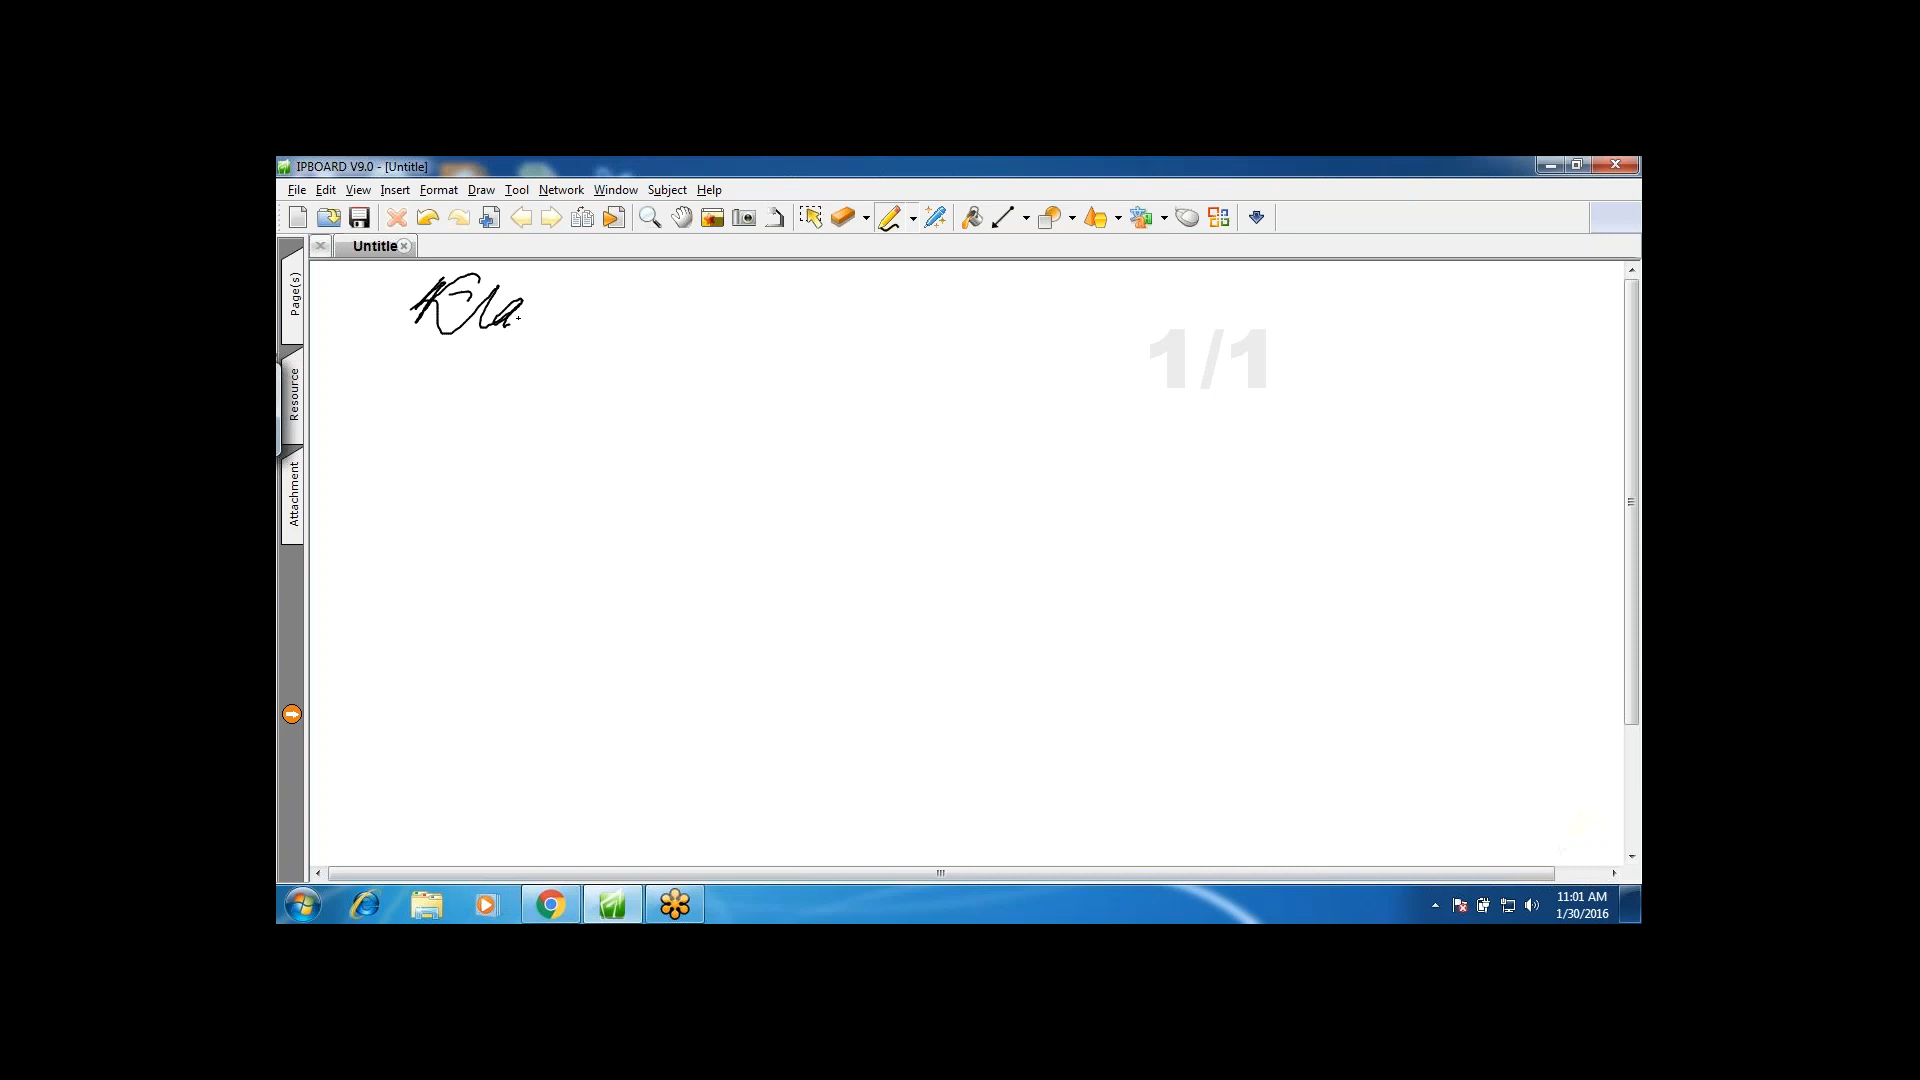 IPBOARD V9.0 - [Untitle]
File Edit View Insert Format Draw Tool Network Window Subject Help
Untitle
Page(s)
Resource
Attachment
1/1
11:01 AM
1/30/2016